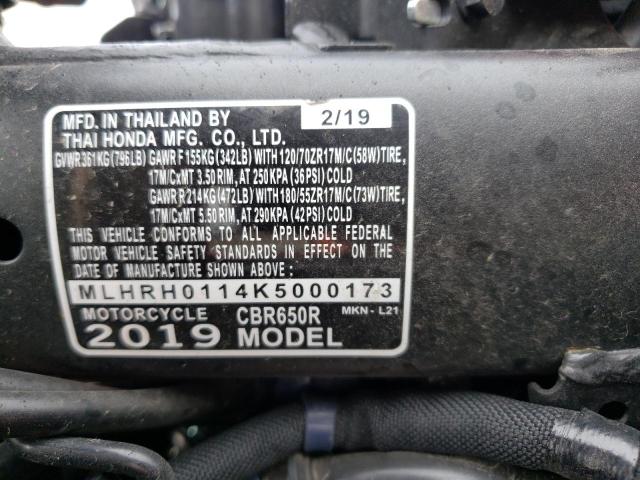 MFD. IN THAILAND BY 2/19
THAI HONDA MFG. CO., LTD.
GVWR361KG(796LB) GAWR F 155KG(342LB) WITH 120/70ZR17M/C(58W)TIRE,
17M/CxMT 3.50 RIM, AT 250KPA (36PSI) COLD
GAWR R 214KG(472LB) WITH 180/55ZR17M/C(73W)TIRE,
17M/CxMT 5.50 RIM, AT 290KPA (42PSI) COLD
THIS VEHICLE CONFORMS TO ALL APPLICABLE FEDERAL
MOTOR VEHICLE SAFETY STANDARDS IN EFFECT ON THE
DATE OF MANUFACTURE SHOWN ABOVE:
MLHRH0114K5000173
MOTORCYCLE CBR650R MKN - L21
2019 MODEL